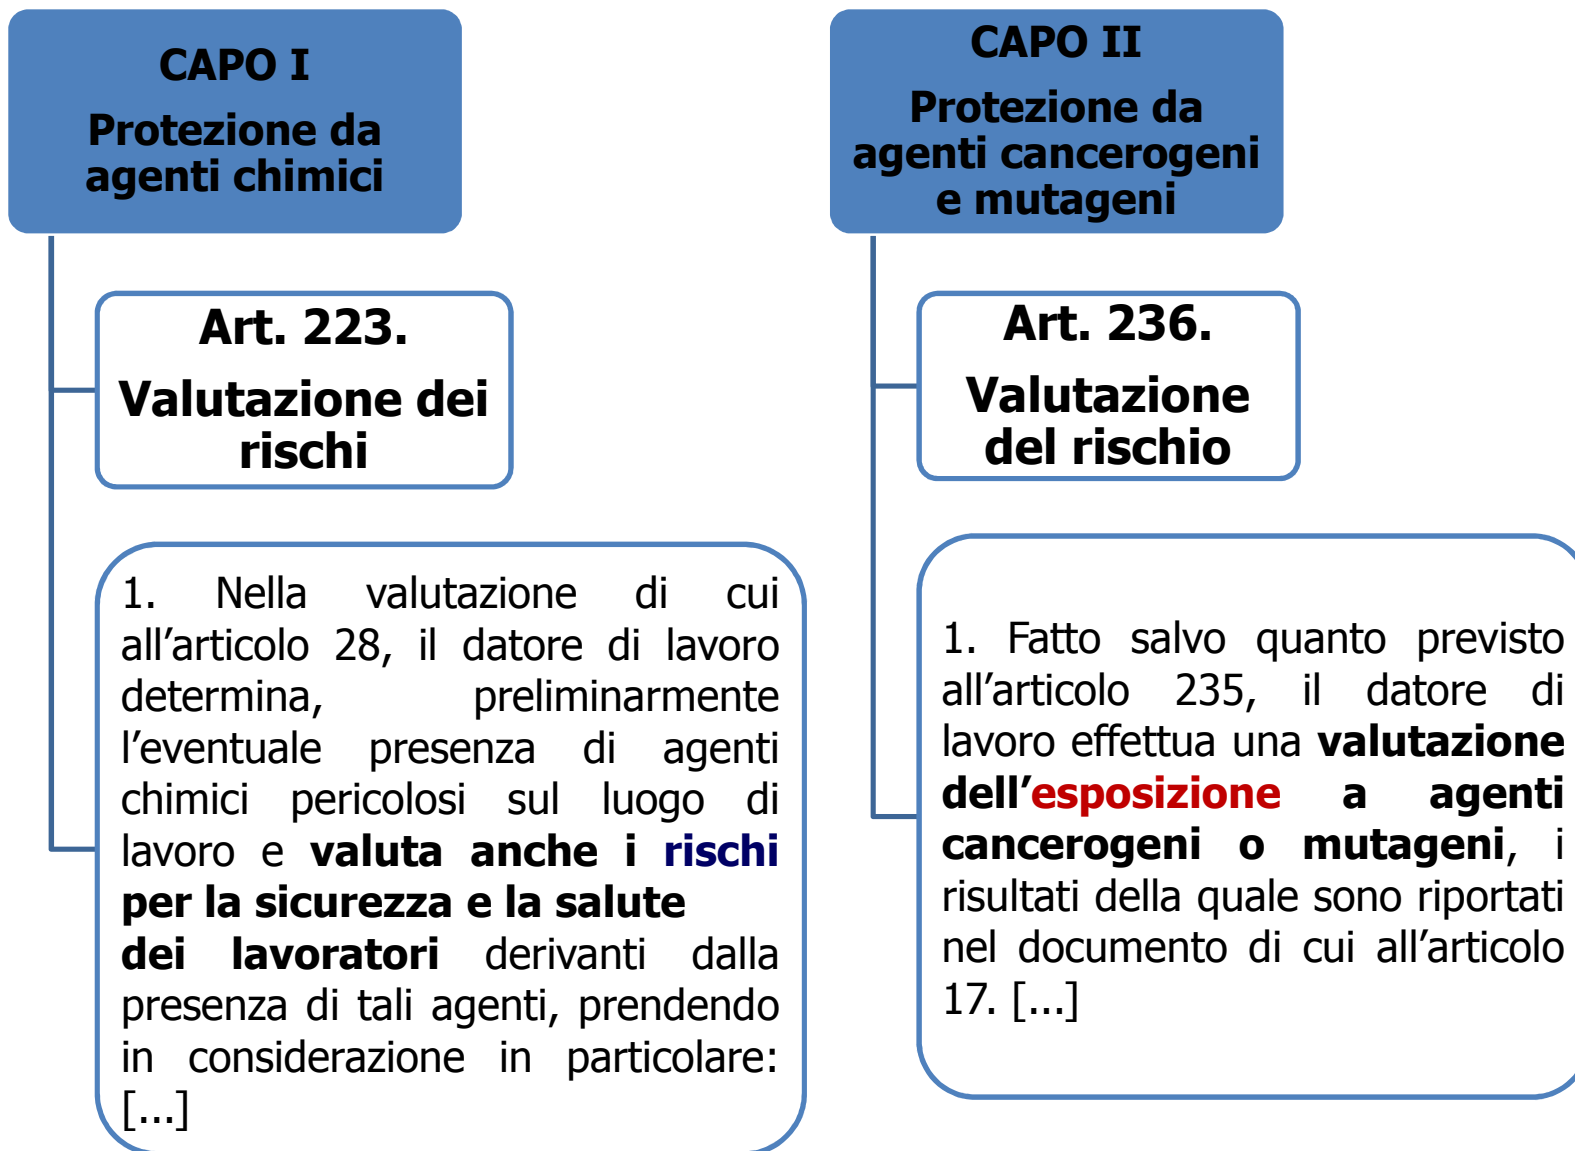 CAPO I
Protezione da
agenti chimici
Art. 223.
Valutazione dei
rischi
1. Nella valutazione di cui
all’articolo 28, il datore di lavoro
determina, preliminarmente
l’eventuale presenza di agenti
chimici pericolosi sul luogo di
lavoro e valuta anche i rischi
per la sicurezza e la salute
dei lavoratori derivanti dalla
presenza di tali agenti, prendendo
in considerazione in particolare:
[...]
CAPO II
Protezione da
agenti cancerogeni
e mutageni
Art. 236.
Valutazione
del rischio
1. Fatto salvo quanto previsto
all’articolo 235, il datore di
lavoro effettua una valutazione
dell’esposizione a agenti
cancerogeni o mutageni, i
risultati della quale sono riportati
nel documento di cui all’articolo
17. [...]